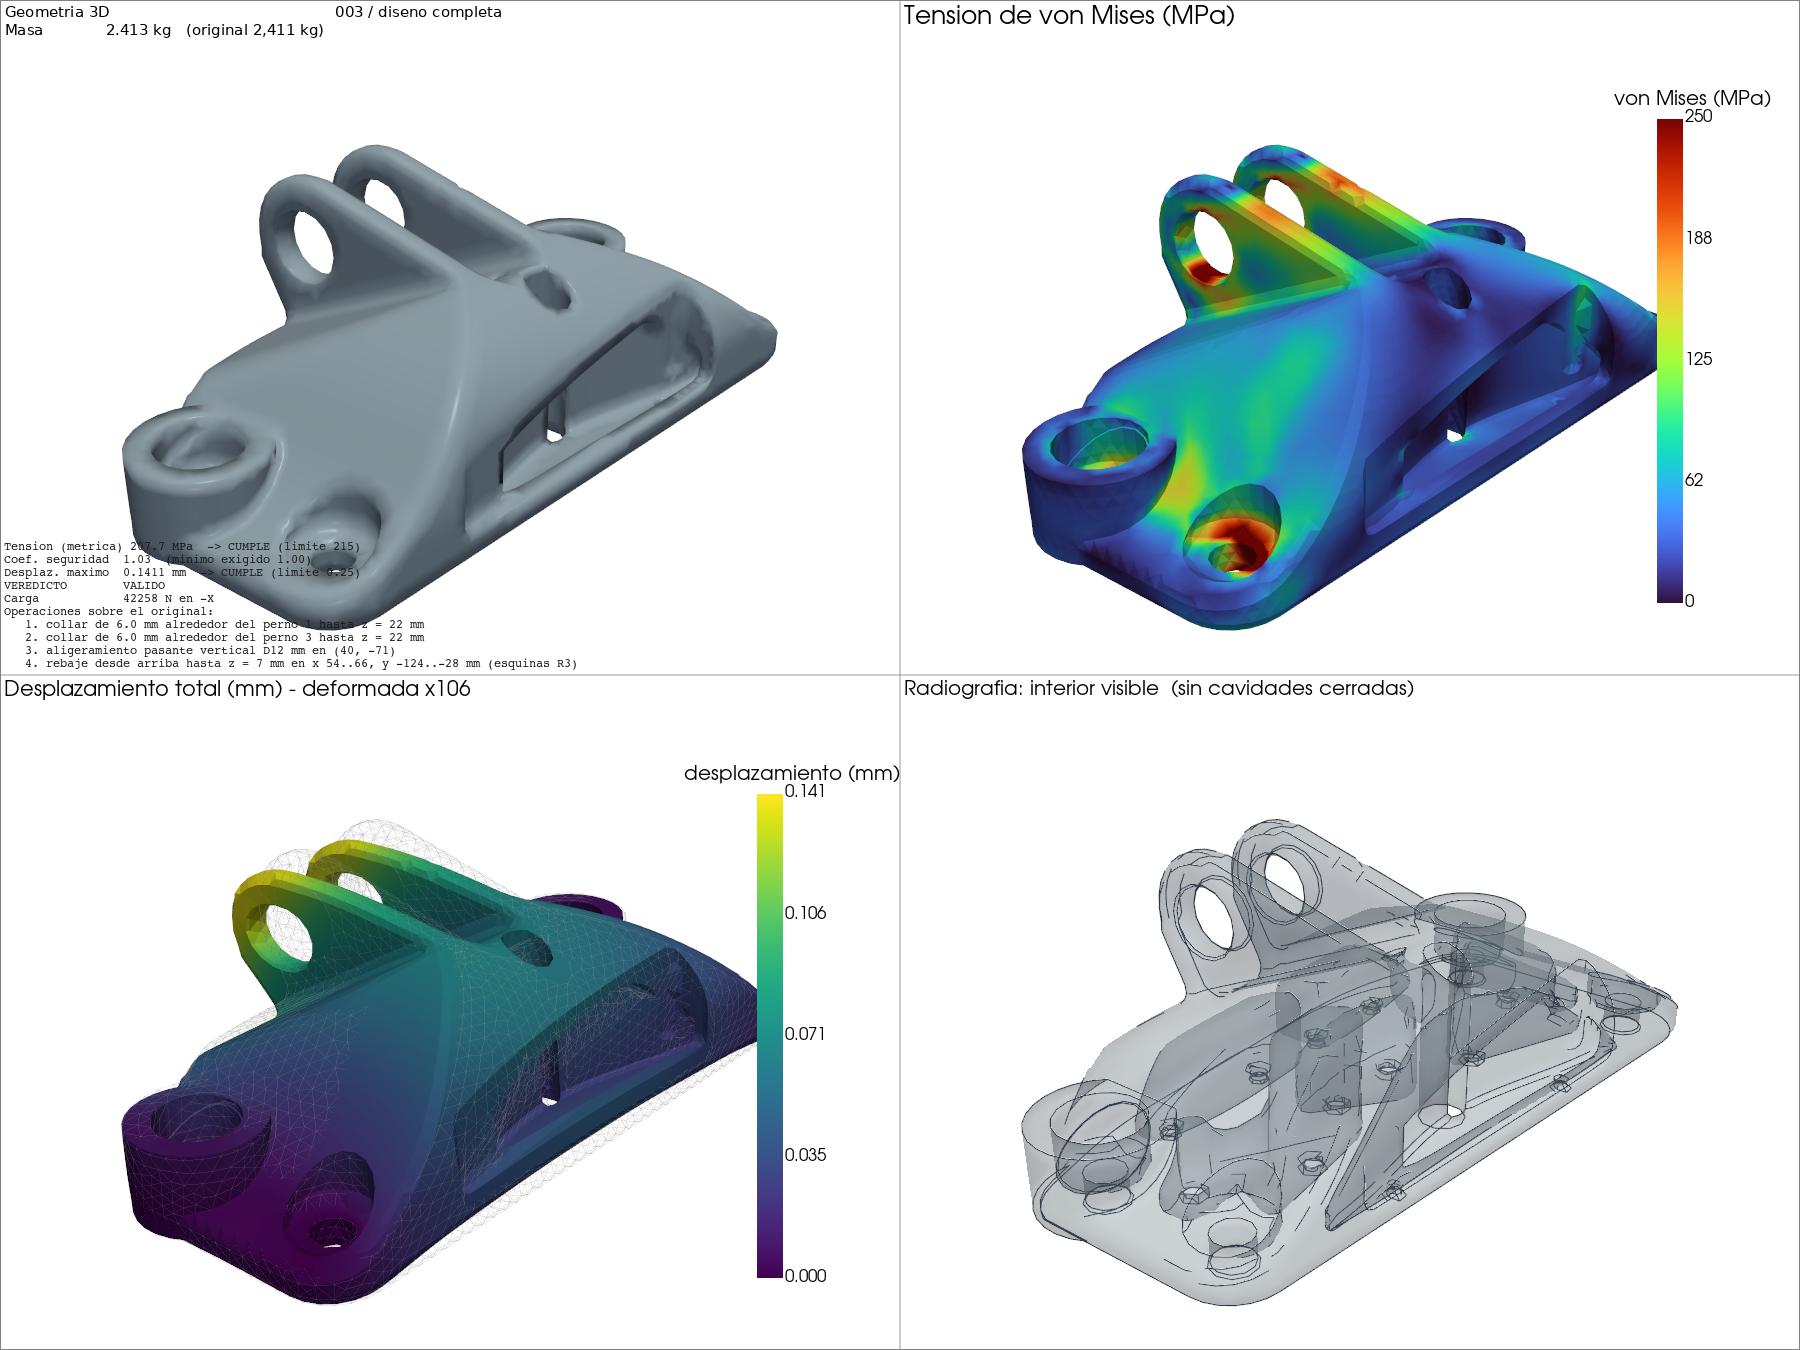 Geometria 3D
003 / diseno completa
Masa 2.413 kg (original 2,411 kg)
Tension (metrica) 207.7 MPa -> CUMPLE (limite 215)
Coef. seguridad 1.03 (minimo exigido 1.00)
Desplaz. maximo 0.1411 mm -> CUMPLE (limite 0.25)
VEREDICTO VALIDO
Carga 42258 N en -X
Operaciones sobre el original:
1. collar de 6.0 mm alrededor del perno 1 hasta z = 22 mm
2. collar de 6.0 mm alrededor del perno 3 hasta z = 22 mm
3. aligeramiento pasante vertical D12 mm en (40, -71)
4. rebaje desde arriba hasta z = 7 mm en x 54..66, y -124..-28 mm (esquinas R3)
Tension de von Mises (MPa)
von Mises (MPa)
250
188
125
62
0
Desplazamiento total (mm) - deformada x106
desplazamiento (mm)
0.141
0.106
0.071
0.035
0.000
Radiografia: interior visible (sin cavidades cerradas)